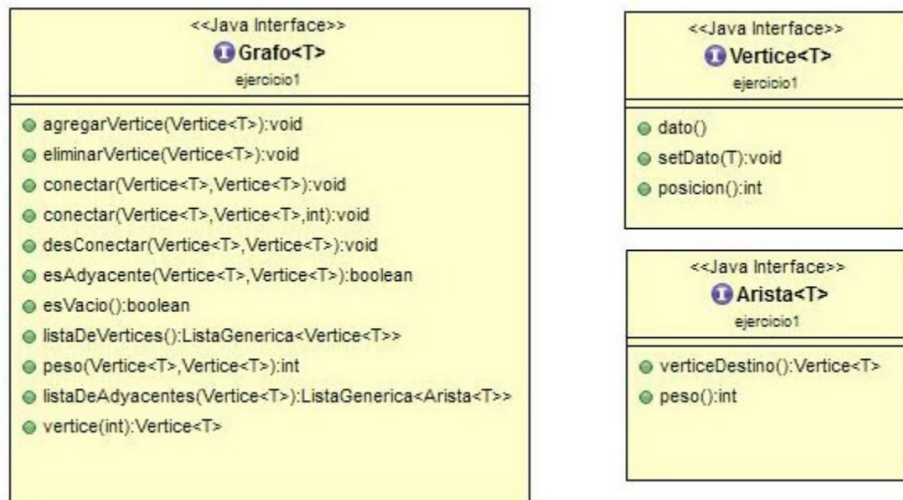 <<Java Interface>>
I Grafo<T>
ejercicio1
agregarVertice(Vertice<T>):void
eliminarVertice(Vertice<T>):void
conectar(Vertice<T>,Vertice<T>):void
conectar(Vertice<T>,Vertice<T>,int):void
desConectar(Vertice<T>,Vertice<T>):void
esAdyacente(Vertice<T>,Vertice<T>):boolean
esVacio():boolean
listaDeVertices():ListaGenerica<Vertice<T>>
peso(Vertice<T>,Vertice<T>):int
listaDeAdyacentes(Vertice<T>):ListaGenerica<Arista<T>>
vertice(int):Vertice<T>
<<Java Interface>>
I Vertice<T>
ejercicio1
dato()
setDato(T):void
posicion():int
<<Java Interface>>
I Arista<T>
ejercicio1
verticeDestino():Vertice<T>
peso():int